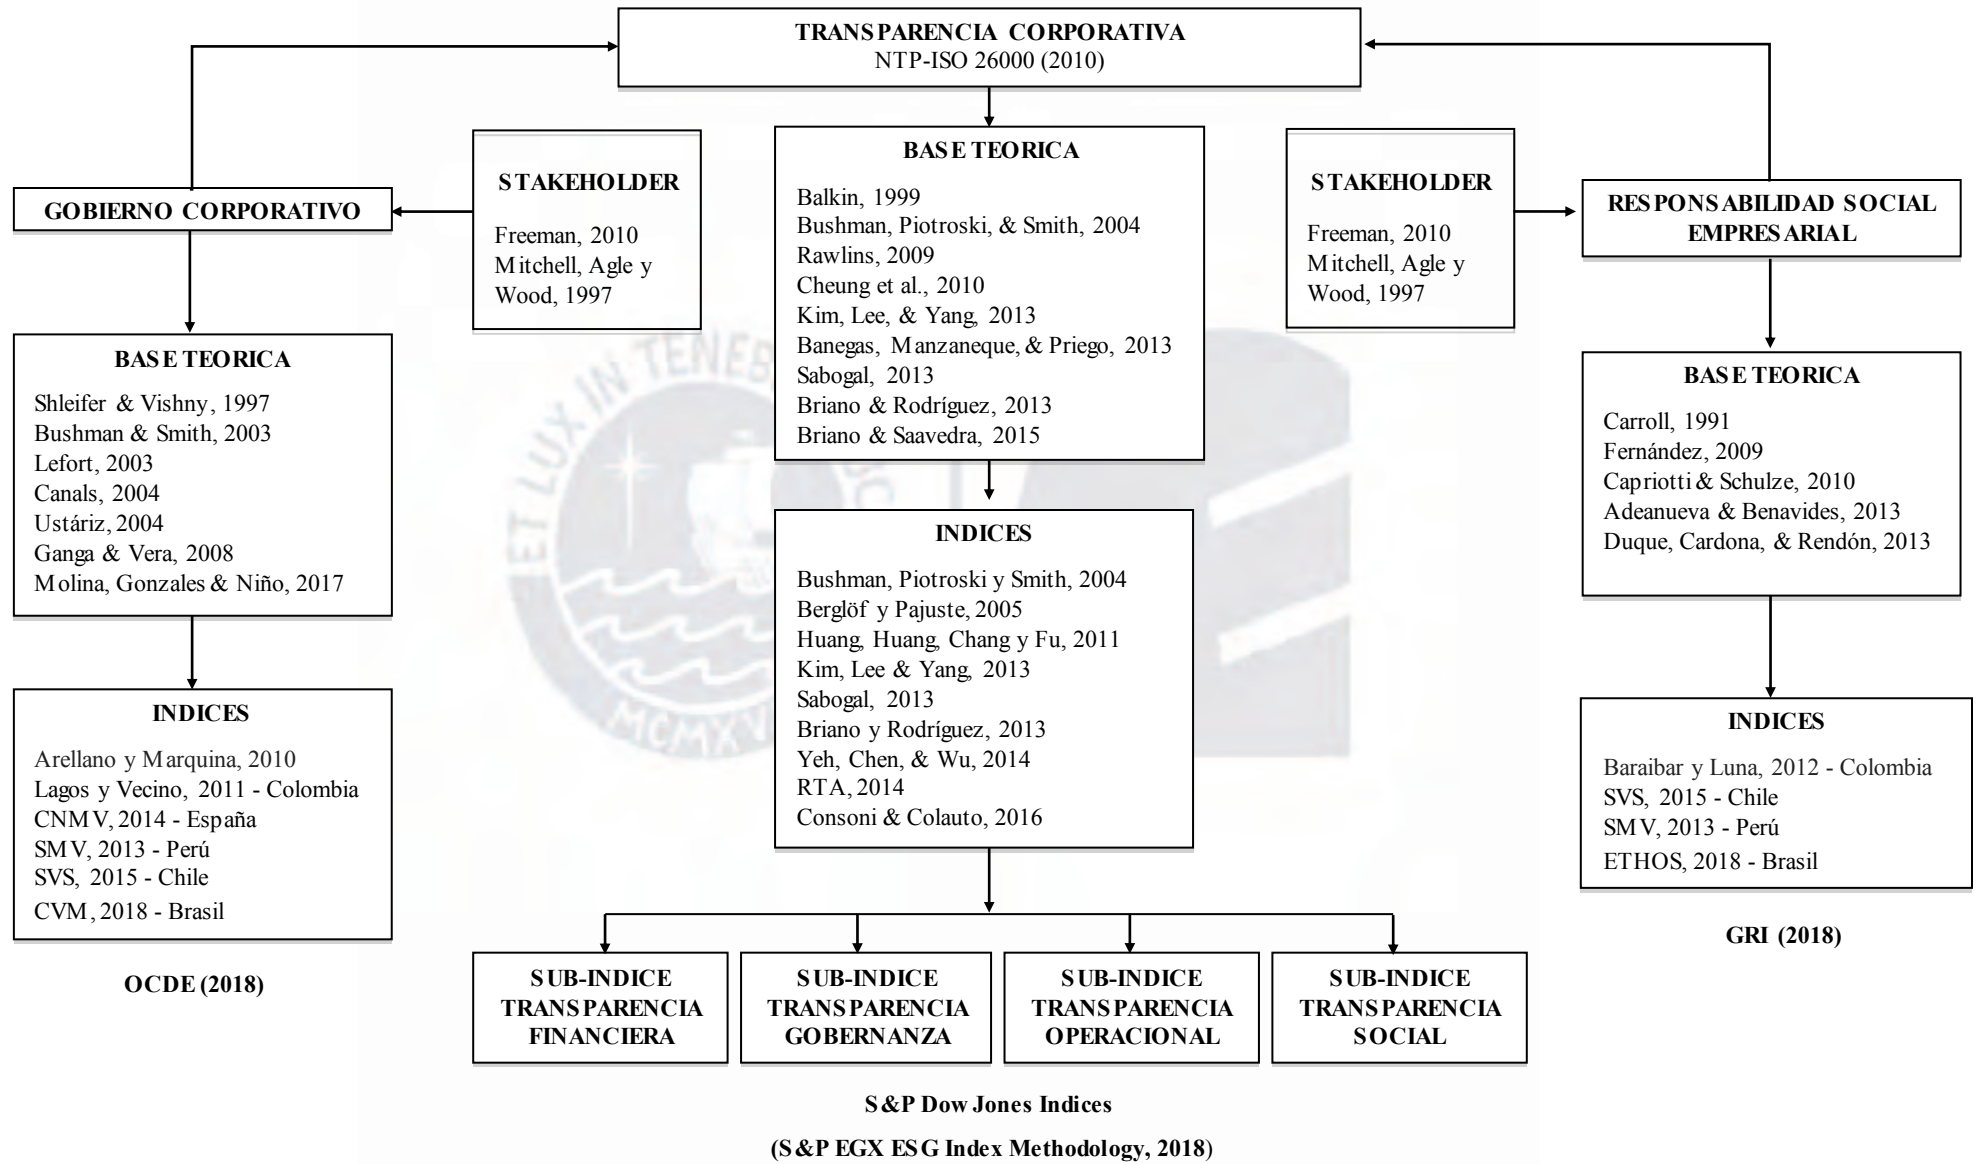 TRANSPARENCIA CORPORATIVA
NTP-ISO 26000 (2010)
GOBIERNO CORPORATIVO
STAKEHOLDER
Freeman, 2010
Mitchell, Agle y
Wood, 1997
BASE TEORICA
Shleifer & Vishny, 1997
Bushman & Smith, 2003
Lefort, 2003
Canals, 2004
Ustáriz, 2004
Ganga & Vera, 2008
Molina, Gonzales & Niño, 2017
INDICES
Arellano y Marquina, 2010
Lagos y Vecino, 2011 - Colombia
CNMV, 2014 - España
SMV, 2013 - Perú
SVS, 2015 - Chile
CVM, 2018 - Brasil
OCDE (2018)
BASE TEORICA
Balkin, 1999
Bushman, Piotroski, & Smith, 2004
Rawlins, 2009
Cheung et al., 2010
Kim, Lee, & Yang, 2013
Banegas, Manzaneque, & Priego, 2013
Sabogal, 2013
Briano & Rodríguez, 2013
Briano & Saavedra, 2015
INDICES
Bushman, Piotroski y Smith, 2004
Berglöf y Pajuste, 2005
Huang, Huang, Chang y Fu, 2011
Kim, Lee & Yang, 2013
Sabogal, 2013
Briano y Rodríguez, 2013
Yeh, Chen, & Wu, 2014
RTA, 2014
Consoni & Colauto, 2016
SUB-INDICE
TRANSPARENCIA
FINANCIERA
SUB-INDICE
TRANSPARENCIA
GOBERNANZA
SUB-INDICE
TRANSPARENCIA
OPERACIONAL
SUB-INDICE
TRANSPARENCIA
SOCIAL
S&P Dow Jones Indices
(S&P EGX ESG Index Methodology, 2018)
STAKEHOLDER
Freeman, 2010
Mitchell, Agle y
Wood, 1997
RESPONSABILIDAD SOCIAL
EMPRESARIAL
BASE TEORICA
Carroll, 1991
Fernández, 2009
Capriotti & Schulze, 2010
Adeanueva & Benavides, 2013
Duque, Cardona, & Rendón, 2013
INDICES
Baraibar y Luna, 2012 - Colombia
SVS, 2015 - Chile
SMV, 2013 - Perú
ETHOS, 2018 - Brasil
GRI (2018)
ET LUX IN